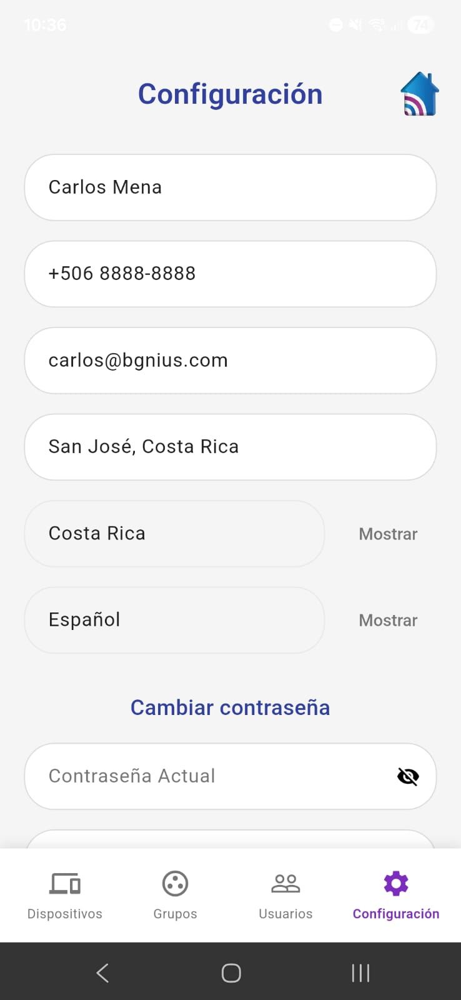 10:36
74
Configuración
Carlos Mena
+506 8888-8888
carlos@bgnius.com
San José, Costa Rica
Costa Rica
Mostrar
Español
Mostrar
Cambiar contraseña
Contraseña Actual
Dispositivos
Grupos
Usuarios
Configuración